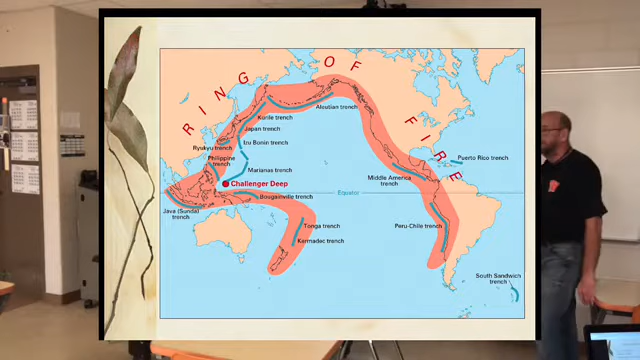 RING OF FIRE
Aleutian trench
Kurile trench
Japan trench
Izu Bonin trench
Ryukyu trench
Philippine
trench
Marianas trench
Challenger Deep
Bougainville trench
Equator
Java (Sunda)
trench
Tonga trench
Kermadec trench
Puerto Rico trench
Middle America
trench
Peru-Chile trench
South Sandwich
trench